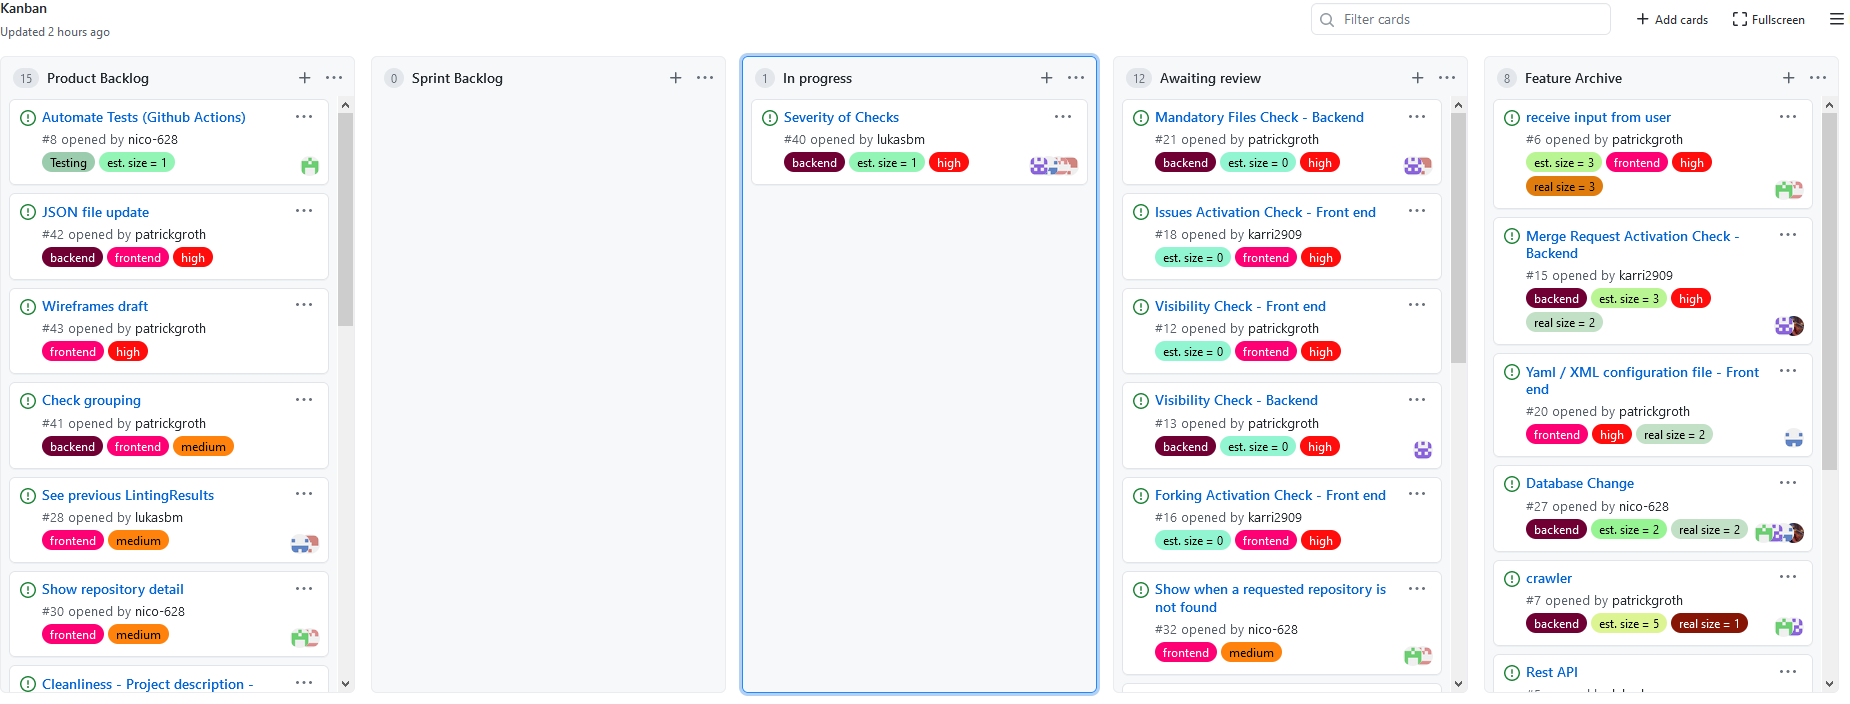 Kanban
Updated 2 hours ago
Filter cards
Add cards
Fullscreen
15 Product Backlog
Automate Tests (Github Actions)
#8 opened by nico-628
Testing est. size = 1
JSON file update
#42 opened by patrickgroth
backend frontend high
Wireframes draft
#43 opened by patrickgroth
frontend high
Check grouping
#41 opened by patrickgroth
backend frontend medium
See previous LintingResults
#28 opened by lukasbm
frontend medium
Show repository detail
#30 opened by nico-628
frontend medium
Cleanliness - Project description -
0 Sprint Backlog
1 In progress
Severity of Checks
#40 opened by lukasbm
backend est. size = 1 high
12 Awaiting review
Mandatory Files Check - Backend
#21 opened by patrickgroth
backend est. size = 0 high
Issues Activation Check - Front end
#18 opened by karri2909
est. size = 0 frontend high
Visibility Check - Front end
#12 opened by patrickgroth
est. size = 0 frontend high
Visibility Check - Backend
#13 opened by patrickgroth
backend est. size = 0 high
Forking Activation Check - Front end
#16 opened by karri2909
est. size = 0 frontend high
Show when a requested repository is
not found
#32 opened by nico-628
frontend medium
8 Feature Archive
receive input from user
#6 opened by patrickgroth
est. size = 3 frontend high
real size = 3
Merge Request Activation Check -
Backend
#15 opened by karri2909
backend est. size = 3 high
real size = 2
Yaml / XML configuration file - Front
end
#20 opened by patrickgroth
frontend high real size = 2
Database Change
#27 opened by nico-628
backend est. size = 2 real size = 2
crawler
#7 opened by patrickgroth
backend est. size = 5 real size = 1
Rest API